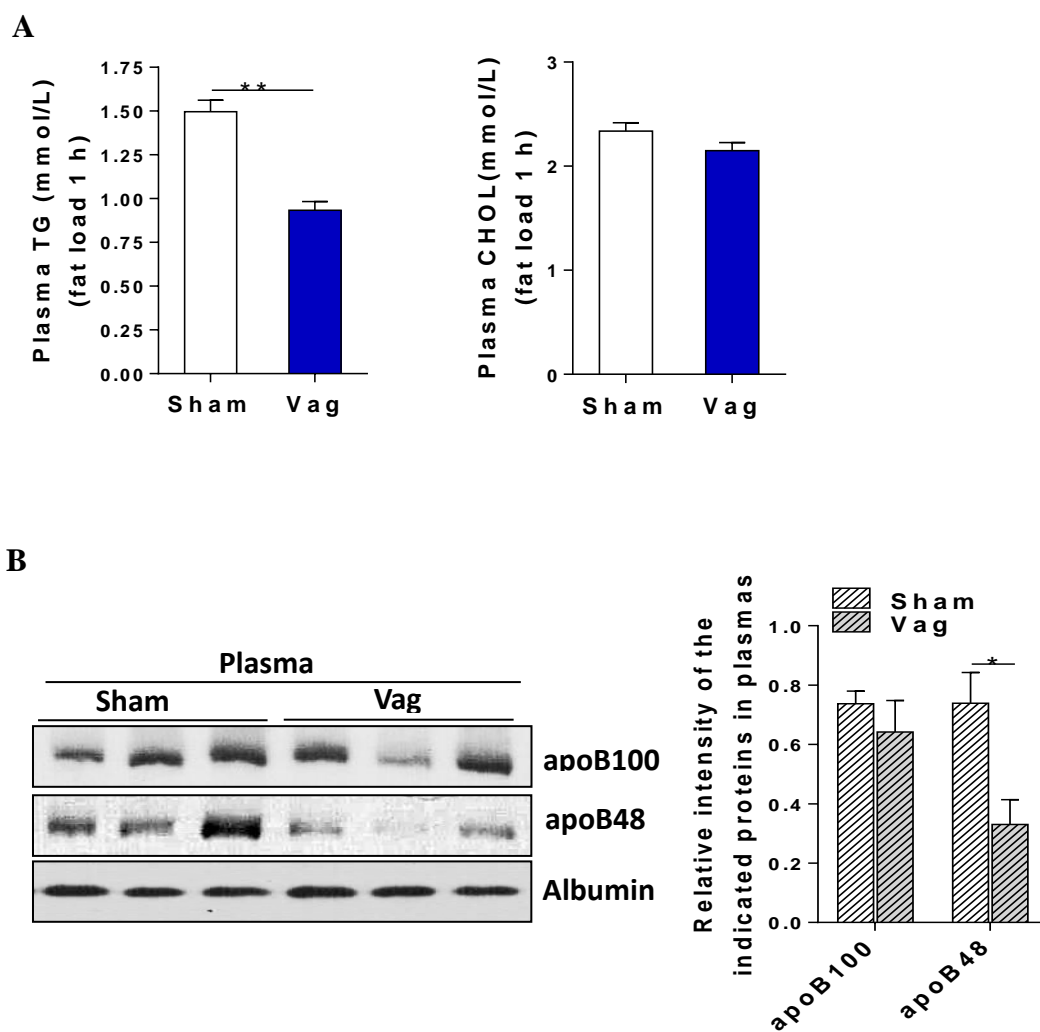 A
Plasma TG (mmol/L)
(fat load 1 h)
1.75
1.50
1.25
1.00
0.75
0.50
0.25
0.00
**
Sham Vag
Plasma CHOL(mmol/L)
(fat load 1 h)
3
2
1
0
Sham Vag
B
Plasma
Sham Vag
apoB100
apoB48
Albumin
Relative intensity of the
indicated proteins in plasmas
Sham
Vag
1.0
0.8
0.6
0.4
0.2
0.0
*
apoB100
apoB48